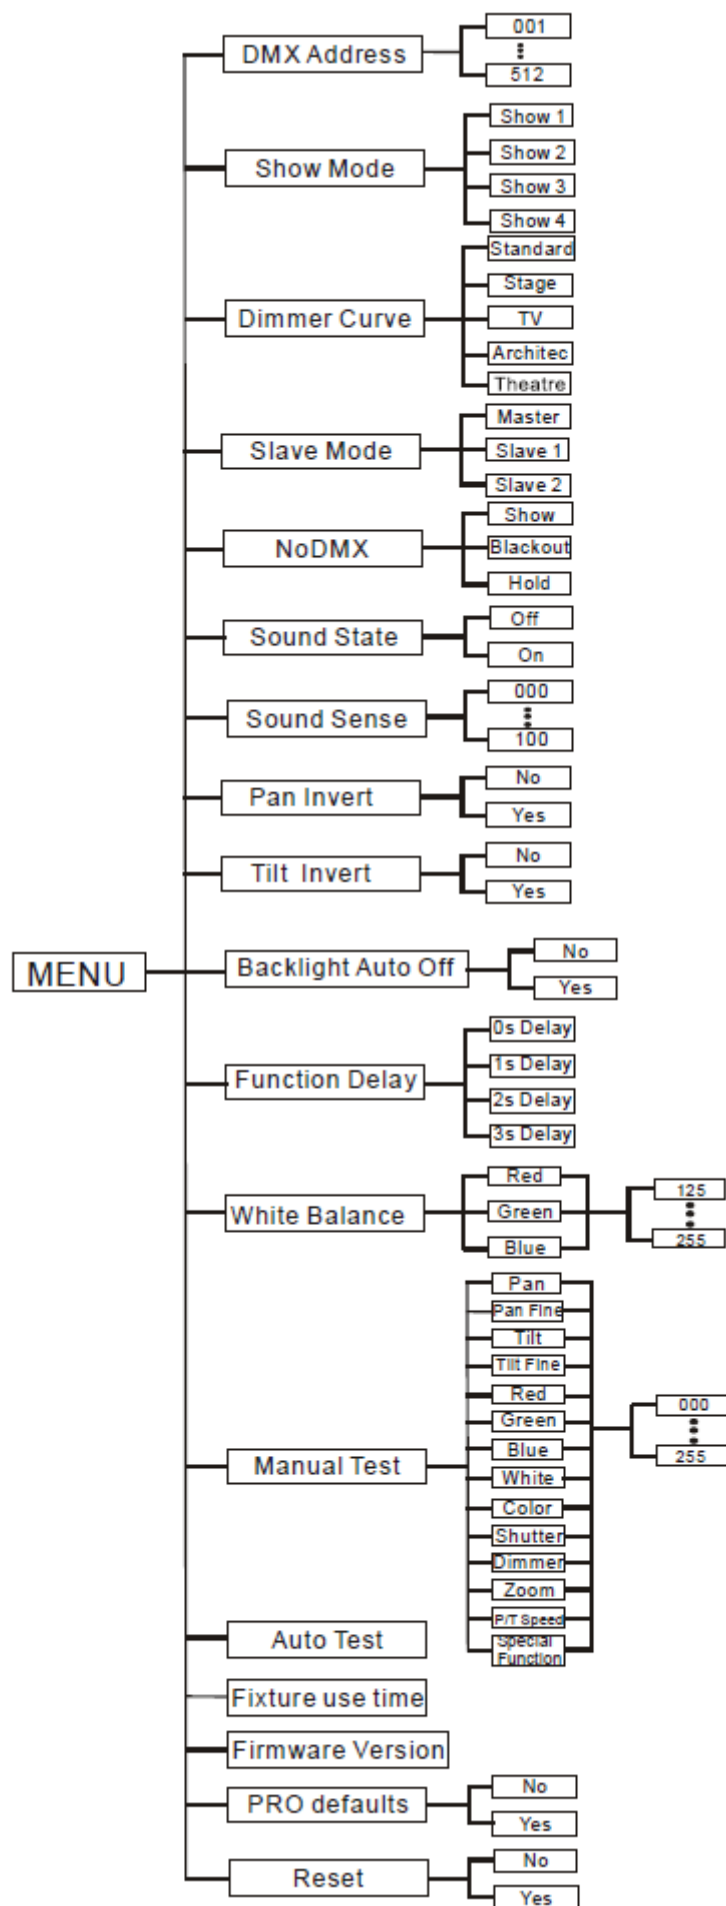 MENU
DMX Address
001
512
Show Mode
Show 1
Show 2
Show 3
Show 4
Dimmer Curve
Standard
Stage
TV
Architec
Theatre
Slave Mode
Master
Slave 1
Slave 2
NoDMX
Show
Blackout
Hold
Sound State
Off
On
Sound Sense
000
100
Pan Invert
No
Yes
Tilt Invert
No
Yes
Backlight Auto Off
No
Yes
Function Delay
0s Delay
1s Delay
2s Delay
3s Delay
White Balance
Red
Green
Blue
125
255
Manual Test
Pan
Pan Fine
Tilt
Tilt Fine
Red
Green
Blue
White
Color
Shutter
Dimmer
Zoom
P/T Speed
Special
Function
000
255
Auto Test
Fixture use time
Firmware Version
PRO defaults
No
Yes
Reset
No
Yes